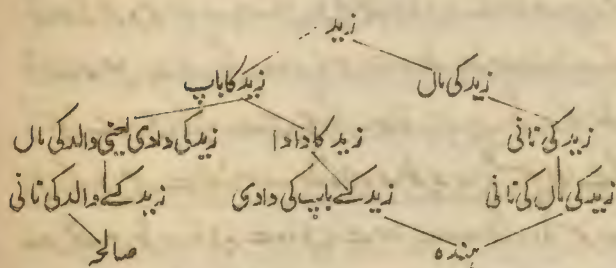 زید
زید کی ماں زید کا باپ
زید کی نانی زید کا دادا زید کی دادی یعنی والد کی ماں
زید کی ماں کی نانی زید کے باپ کی دادی زید کے والد کی نانی
ہندہ صالحہ